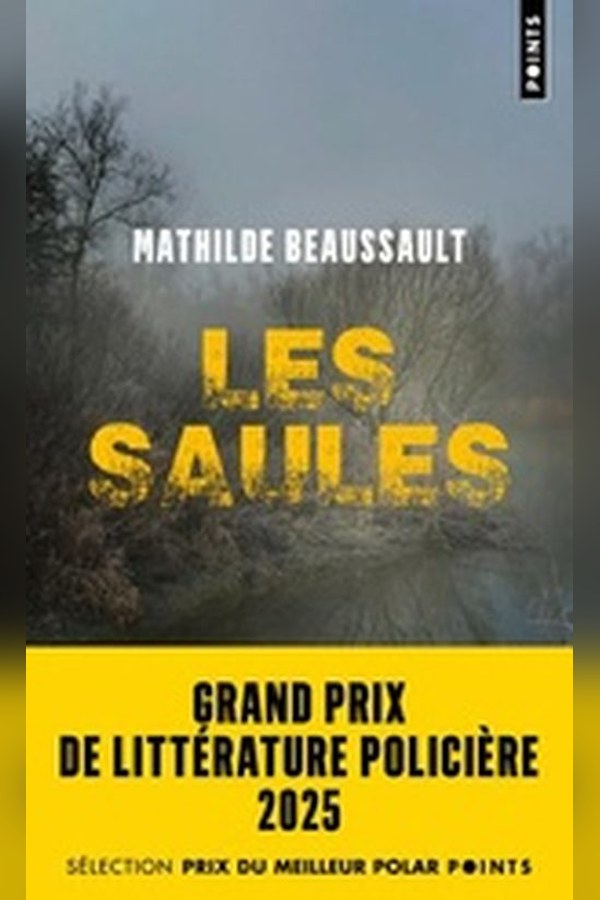 POINTS
MATHILDE BEAUSSAULT
LES
SAULES
GRAND PRIX
DE LITTÉRATURE POLICIÈRE
2025
SÉLECTION PRIX DU MEILLEUR POLAR POINTS